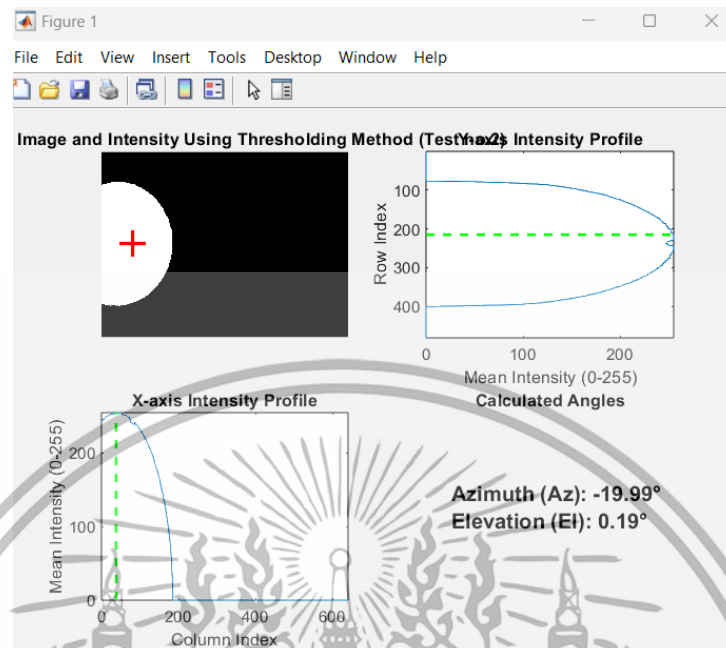 Figure 1
File Edit View Insert Tools Desktop Window Help
Image and Intensity Using Thresholding Method (Test
Y-axis Intensity Profile
Row Index
100
200
300
400
0 100 200
Mean Intensity (0-255)
X-axis Intensity Profile
Mean Intensity (0-255)
200
100
0
0 200 400 600
Column Index
Calculated Angles
Azimuth (Az): -19.99°
Elevation (El): 0.19°